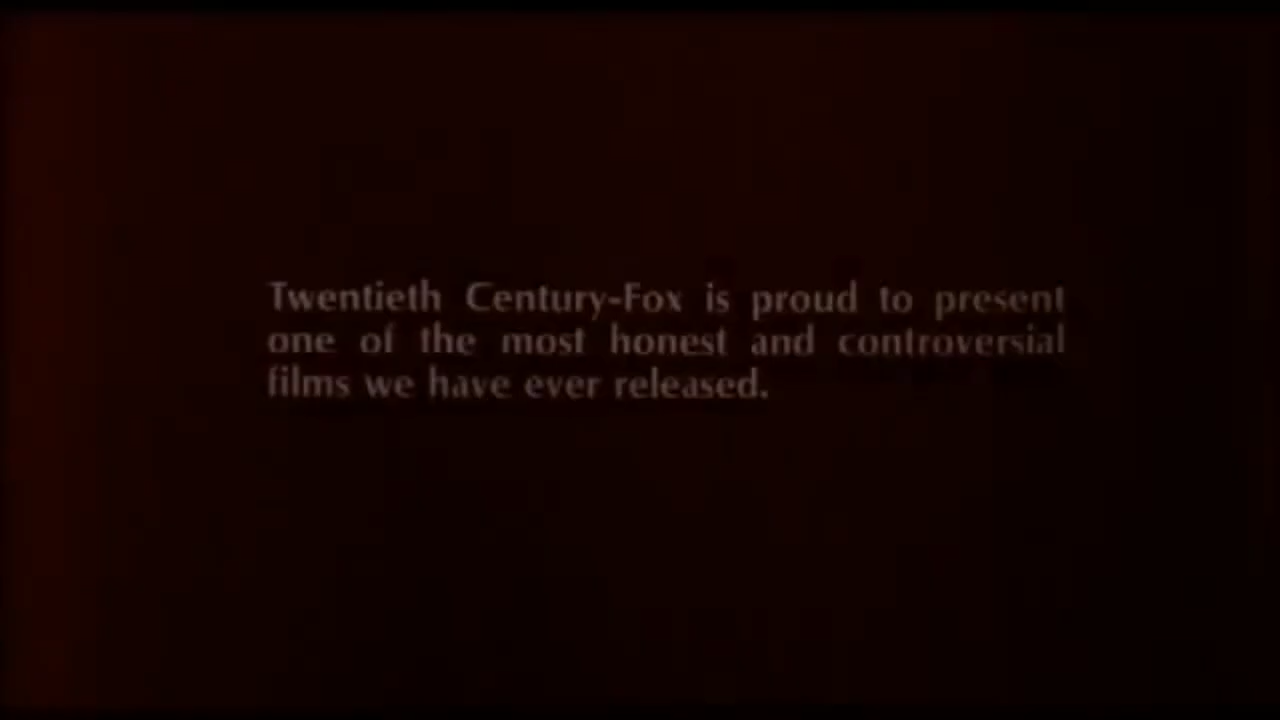 Twentieth Century-Fox is proud to present
one of the most honest and controversial
films we have ever released.